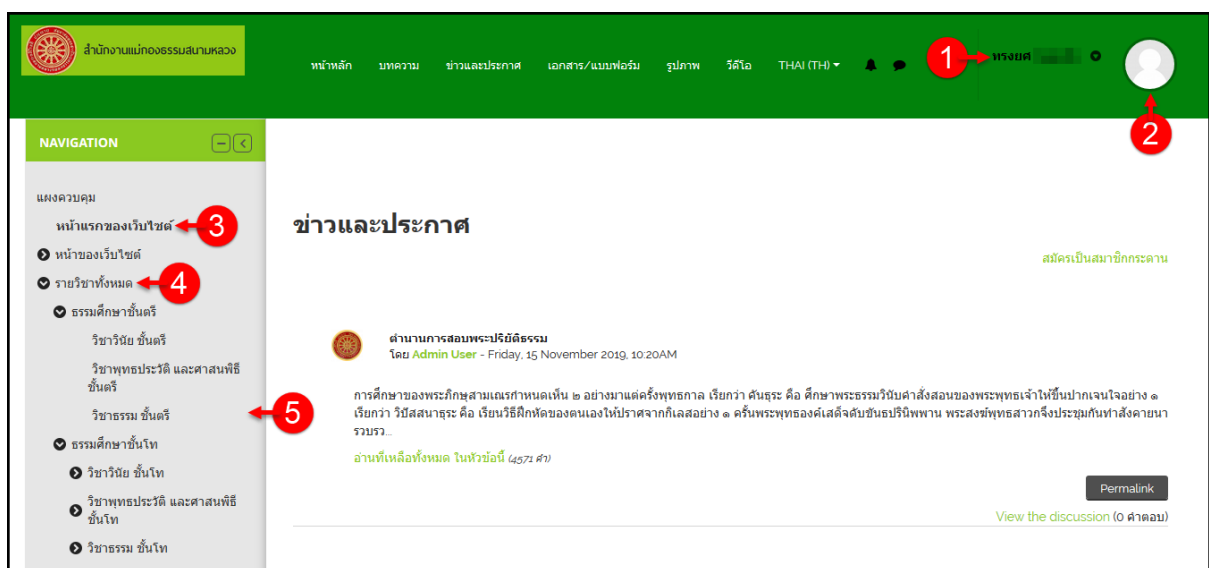 สำนักงานแม่กองธรรมสนามหลวง
หน้าหลัก บทความ ข่าวและประกาศ เอกสาร/แบบฟอร์ม รูปภาพ วีดีโอ THAI (TH)
1
ทรงยศ
2
NAVIGATION
แผงควบคุม
หน้าแรกของเว็บไซต์
3
หน้าของเว็บไซต์
รายวิชาทั้งหมด
4
ธรรมศึกษาชั้นตรี
วิชาวินัย ชั้นตรี
วิชาพุทธประวัติ และศาสนพิธี
ชั้นตรี
วิชาธรรม ชั้นตรี
5
ธรรมศึกษาชั้นโท
วิชาวินัย ชั้นโท
วิชาพุทธประวัติ และศาสนพิธี
ชั้นโท
วิชาธรรม ชั้นโท
ข่าวและประกาศ
สมัครเป็นสมาชิกกระดาน
ตำนานการสอบพระปริยัติธรรม
โดย Admin User - Friday, 15 November 2019, 10:20AM
การศึกษาของพระภิกษุสามเณรกำหนดเห็น ๒ อย่างมาแต่ครั้งพุทธกาล เรียกว่า คันธุระ คือ ศึกษาพระธรรมวินัยคำสั่งสอนของพระพุทธเจ้าให้ขึ้นปากเจนใจอย่าง ๑
เรียกว่า วิปัสสนาธุระ คือ เรียนวิธีฝึกหัดของตนเองให้ปราศจากกิเลสอย่าง ๑ ครั้นพระพุทธองค์เสด็จดับขันธปรินิพพาน พระสงฆ์พุทธสาวกจึงประชุมกันทำสังคายนา
รวบรว...
อ่านที่เหลือทั้งหมด ในหัวข้อนี้ (4571 คำ)
Permalink
View the discussion (0 คำตอบ)